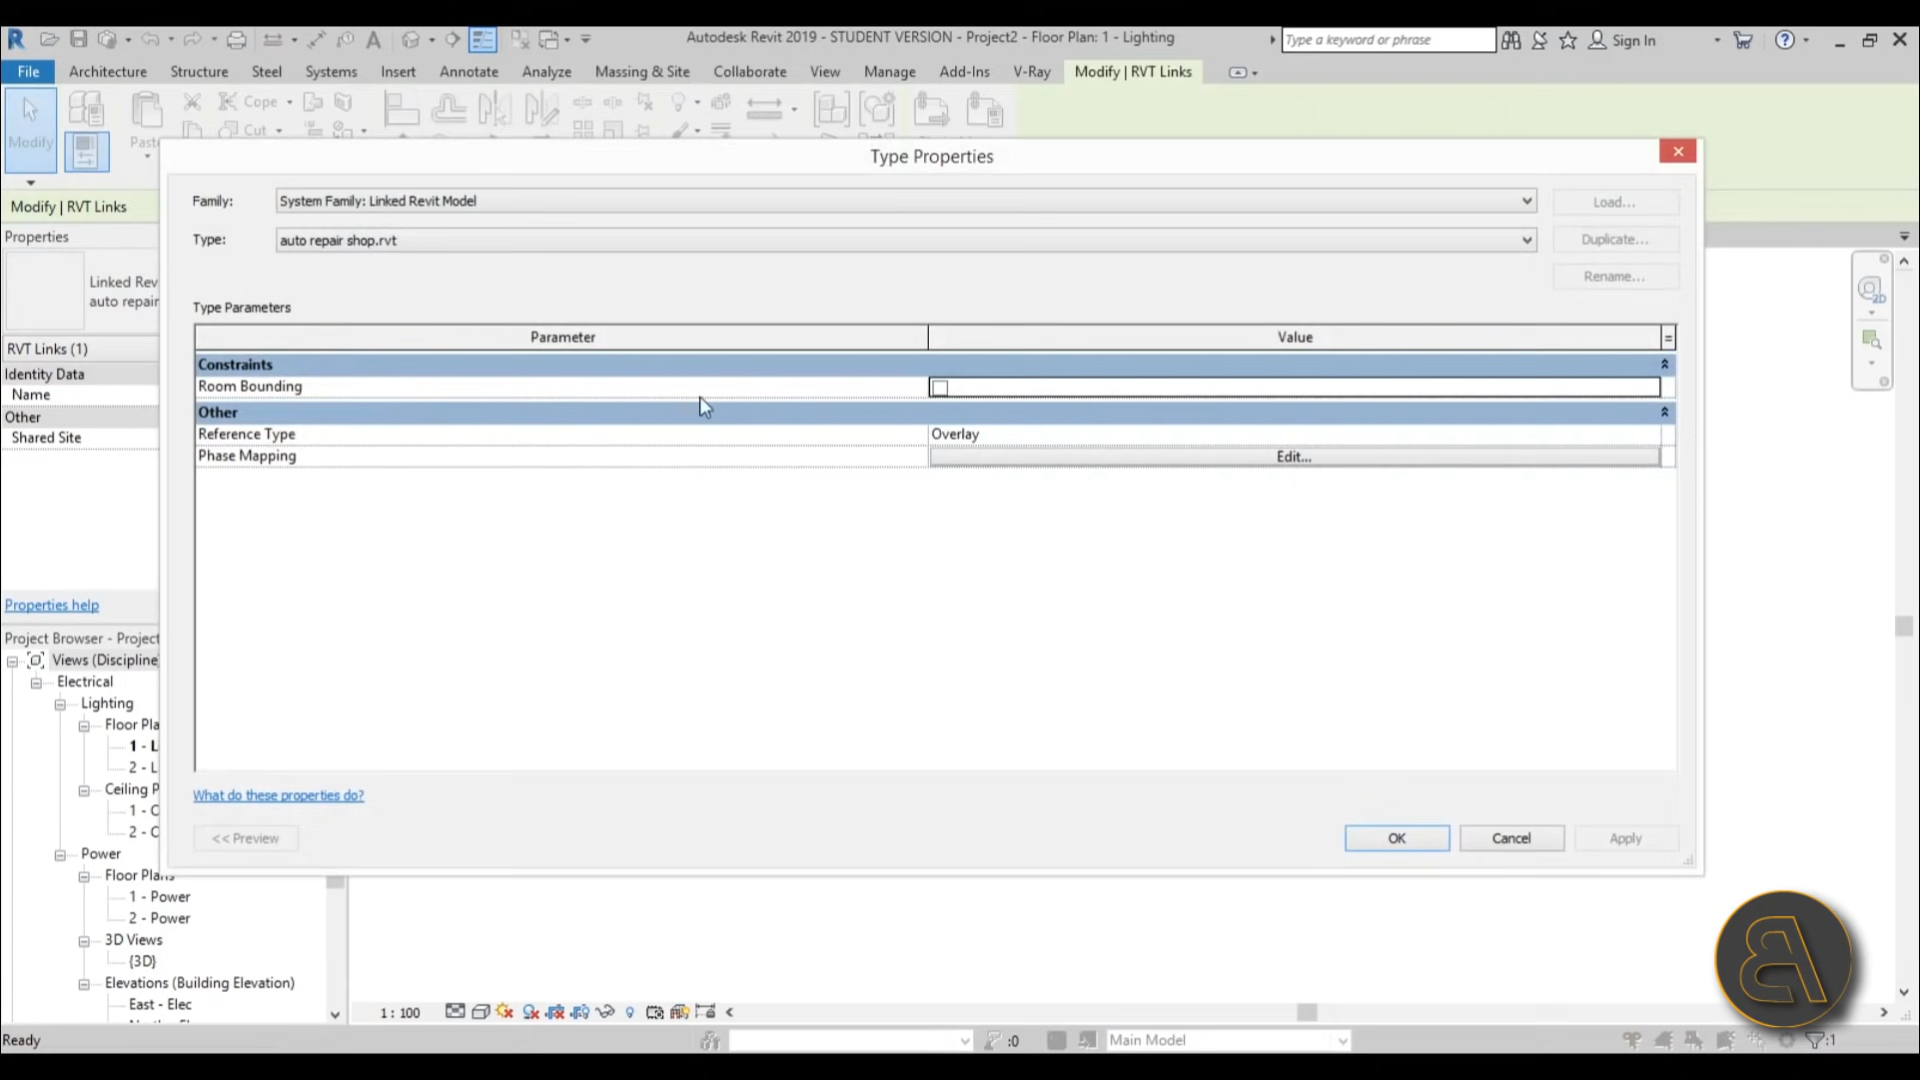 Autodesk Revit 2019 - STUDENT VERSION - Project2 - Floor Plan: 1 - Lighting
Type a keyword or phrase
Sign In
File Architecture Structure Steel Systems Insert Annotate Analyze Massing & Site Collaborate View Manage Add-Ins V-Ray Modify | RVT Links
Modify
Cope
Cut
Modify | RVT Links
Properties
Linked Rev
auto repair
RVT Links (1)
Identity Data
Name
Other
Shared Site
Properties help
Type Properties
Family: System Family: Linked Revit Model Load...
Type: auto repair shop.rvt Duplicate...
Rename...
Type Parameters
Parameter Value =
Constraints
Room Bounding
Other
Reference Type Overlay
Phase Mapping Edit...
What do these properties do?
<< Preview OK Cancel Apply
Project Browser - Project
Views (Discipline
Electrical
Lighting
Floor Pla
1 - L
2 - L
Ceiling P
1 - C
2 - C
Power
Floor Plans
1 - Power
2 - Power
3D Views
{3D}
Elevations (Building Elevation)
East - Elec
1 : 100
Ready
:0
Main Model
:1